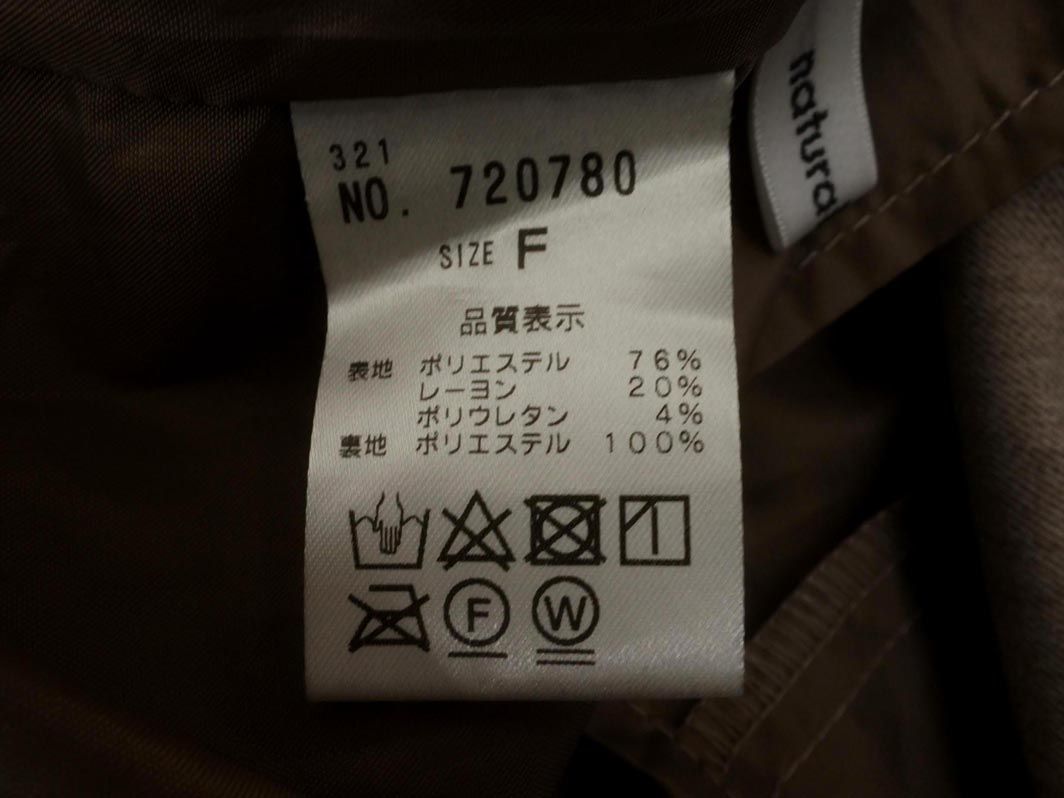 321
NO. 720780
SIZE F
品質表示
表地 ポリエステル 76%
レーヨン 20%
ポリウレタン 4%
裏地 ポリエステル 100%
F W
natura